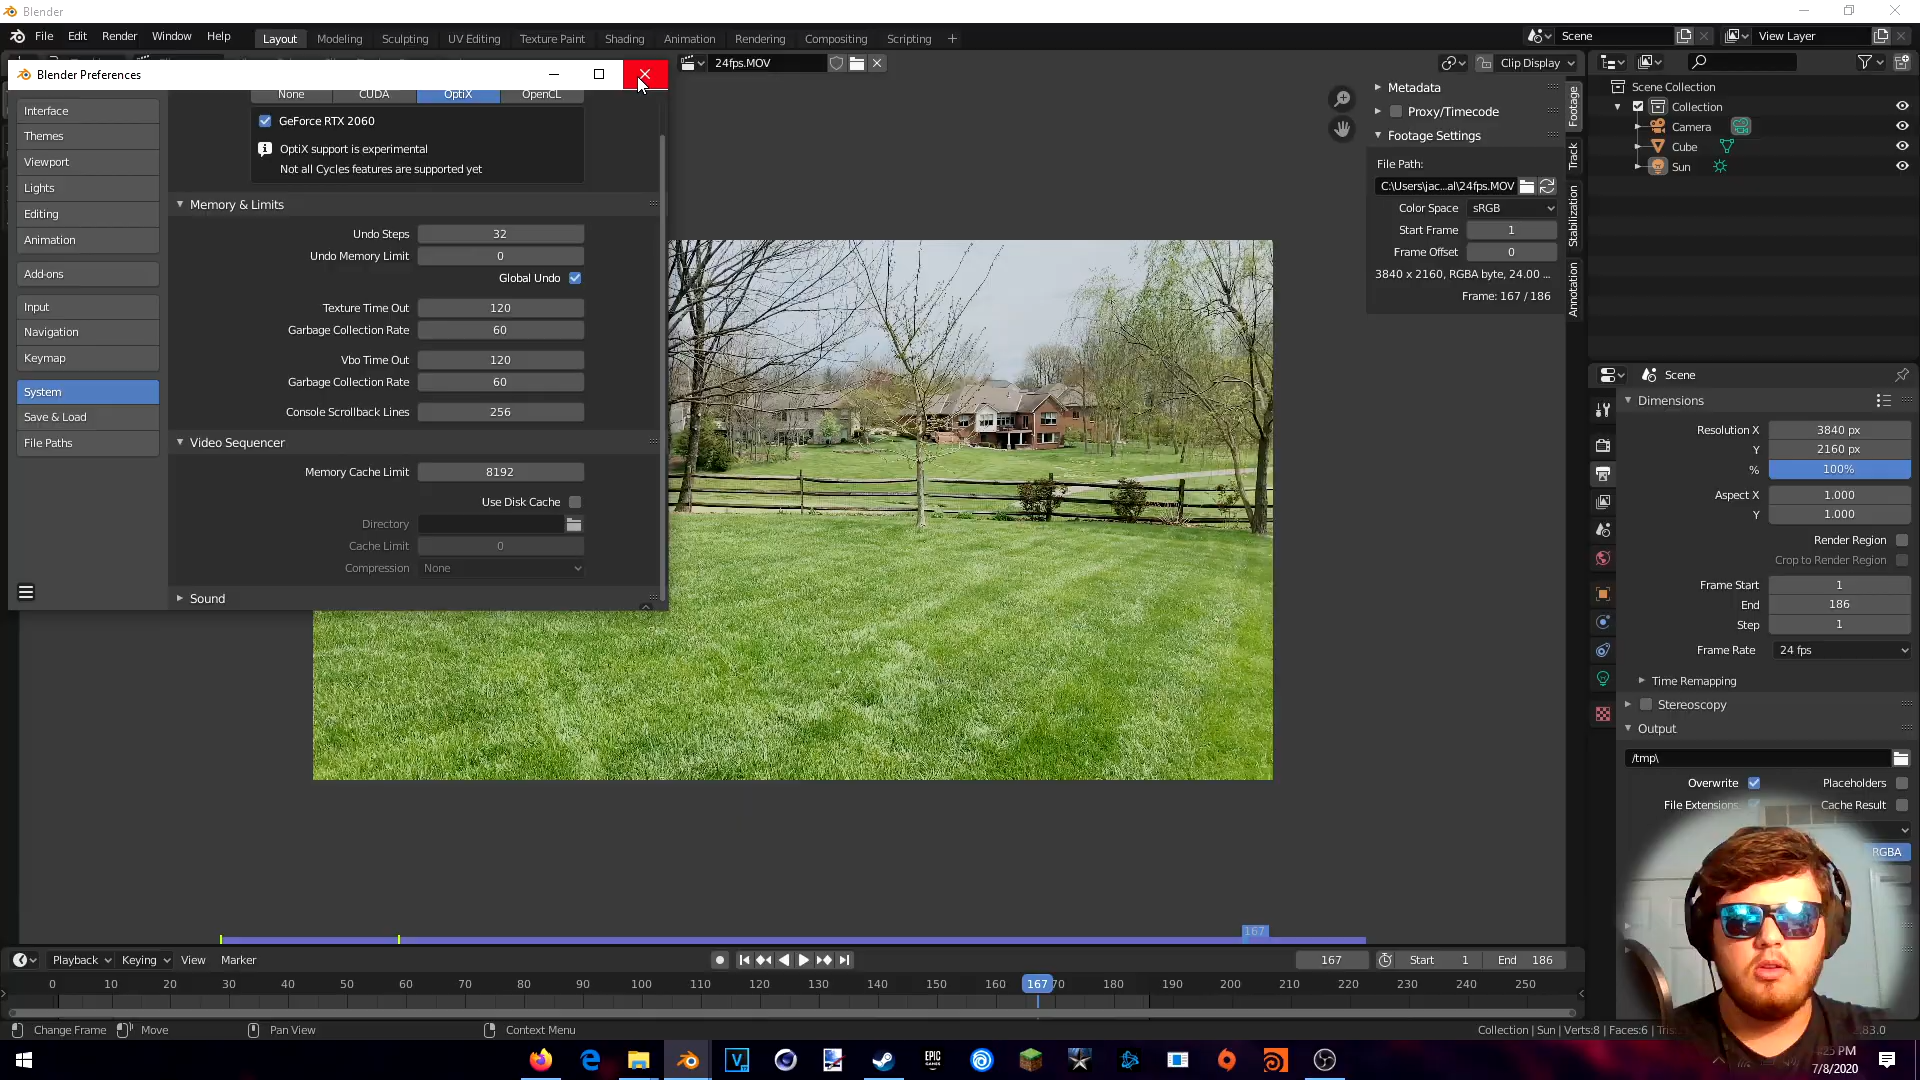 Blender
File Edit Render Window Help
Layout Modeling Sculpting UV Editing Texture Paint Shading Animation Rendering Compositing Scripting +
Scene
View Layer
Blender Preferences
24fps.MOV
Clip Display
None CUDA OptiX OpenCL
GeForce RTX 2060
OptiX support is experimental
Not all Cycles features are supported yet
Interface
Themes
Viewport
Lights
Editing
Animation
Add-ons
Input
Navigation
Keymap
System
Save & Load
File Paths
Memory & Limits
Undo Steps 32
Undo Memory Limit 0
Global Undo
Texture Time Out 120
Garbage Collection Rate 60
Vbo Time Out 120
Garbage Collection Rate 60
Console Scrollback Lines 256
Video Sequencer
Memory Cache Limit 8192
Use Disk Cache
Directory
Cache Limit 0
Compression None
Sound
Metadata
Proxy/Timecode
Footage Settings
File Path:
C:\Users\jac...al\24fps.MOV
Color Space sRGB
Start Frame 1
Frame Offset 0
3840 x 2160, RGBA byte, 24.00 ...
Frame: 167 / 186
Footage
Track
Stabilization
Annotation
Scene Collection
Collection
Camera
Cube
Sun
Scene
Dimensions
Resolution X 3840 px
Y 2160 px
% 100%
Aspect X 1.000
Y 1.000
Render Region
Crop to Render Region
Frame Start 1
End 186
Step 1
Frame Rate 24 fps
Time Remapping
Stereoscopy
Output
/tmp\
Overwrite Placeholders
File Extensions Cache Result
RGBA
167
Playback Keying View Marker
167 Start 1 End 186
0 10 20 30 40 50 60 70 80 90 100 110 120 130 140 150 160 167 70 180 190 200 210 220 230 240 250
Change Frame Move Pan View Context Menu
Collection | Sun | Verts:8 | Faces:6 |
.83.0
EPIC GAMES
:25 PM
7/8/2020